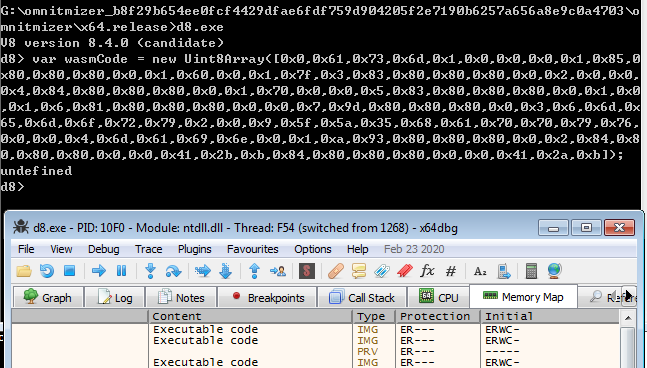 G:\omnitmizer_b8f29b654ee0fcf4429dfae6fdf759d904205f2e7190b6257a656a8e9c0a4703\o
mnitmizer\x64.release>d8.exe
V8 version 8.4.0 (candidate)
d8> var wasmCode = new Uint8Array([0x0,0x61,0x73,0x6d,0x1,0x0,0x0,0x0,0x1,0x85,0
x80,0x80,0x80,0x0,0x1,0x60,0x0,0x1,0x7f,0x3,0x83,0x80,0x80,0x80,0x0,0x2,0x0,0x0,
0x4,0x84,0x80,0x80,0x80,0x0,0x1,0x70,0x0,0x0,0x5,0x83,0x80,0x80,0x80,0x0,0x1,0x0
,0x1,0x6,0x81,0x80,0x80,0x80,0x0,0x0,0x7,0x9d,0x80,0x80,0x80,0x0,0x3,0x6,0x6d,0x
65,0x6d,0x6f,0x72,0x79,0x2,0x0,0x9,0x5f,0x5a,0x35,0x68,0x61,0x70,0x70,0x79,0x76,
0x0,0x0,0x4,0x6d,0x61,0x69,0x6e,0x0,0x1,0xa,0x93,0x80,0x80,0x80,0x0,0x2,0x84,0x8
0,0x80,0x80,0x0,0x0,0x41,0x2b,0xb,0x84,0x80,0x80,0x80,0x0,0x0,0x41,0x2a,0xb]);
undefined
d8>
d8.exe - PID: 10F0 - Module: ntdll.dll - Thread: F54 (switched from 1268) - x64dbg
File View Debug Trace Plugins Favourites Options Help Feb 23 2020
Graph Log Notes Breakpoints Call Stack CPU Memory Map
Content Type Protection Initial
Executable code IMG ER--- ERWC-
Executable code IMG ER--- ERWC-
PRV ER--- -----
Executable code IMG ER--- ERWC-